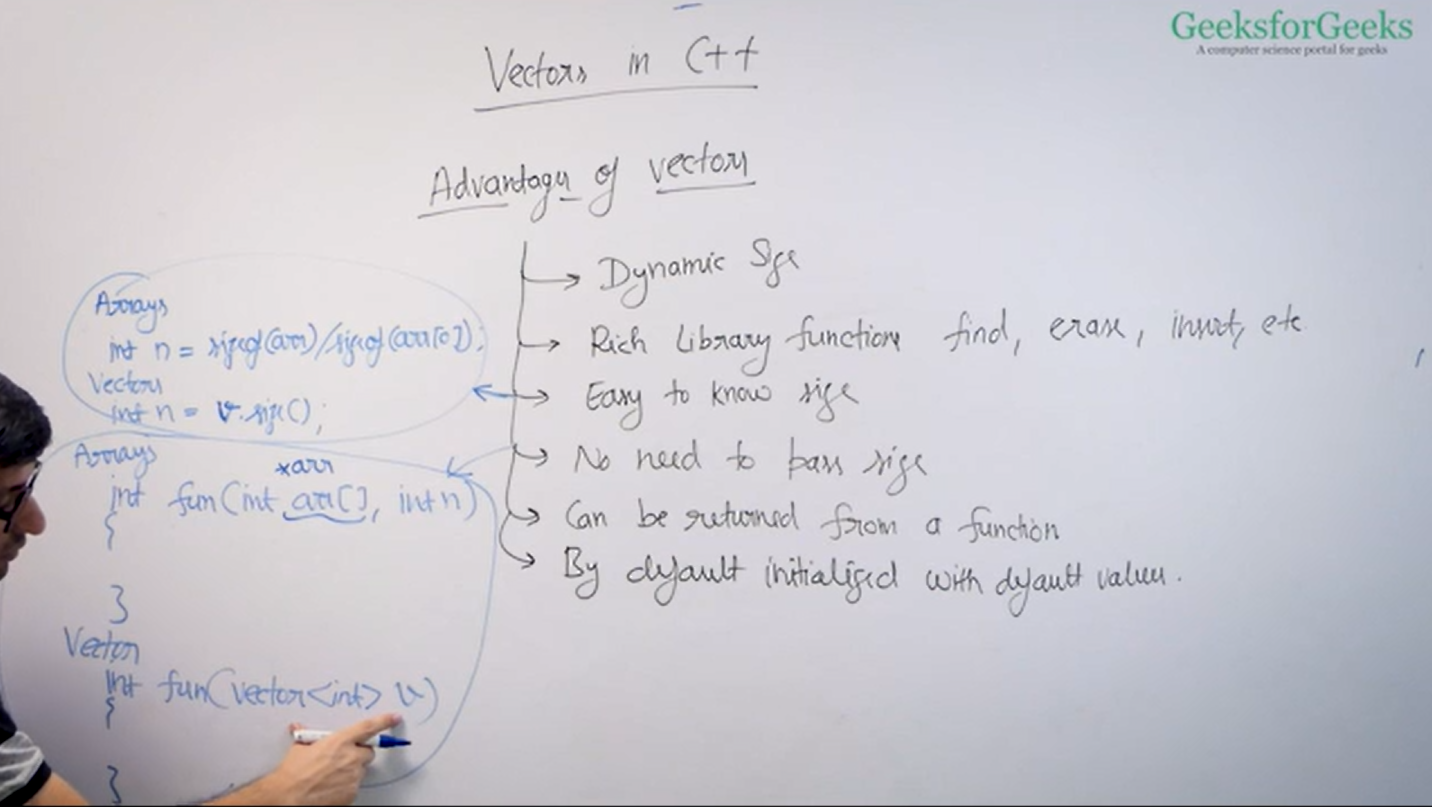 GeeksforGeeks
A computer science portal for geeks
Vectors in C++
Advantages of vectors
Dynamic Size
Rich Library functions find, erase, insert, etc
Easy to know size
No need to pass size
Can be returned from a function
By default initialized with default values.
Arrays
int n = sizeof(arr)/sizeof(arr[0]);
Vectors
int n = v.size();
Arrays
*arr
int fun(int arr[], int n)
{
}
Vector
int fun(vector<int> v)
{
}